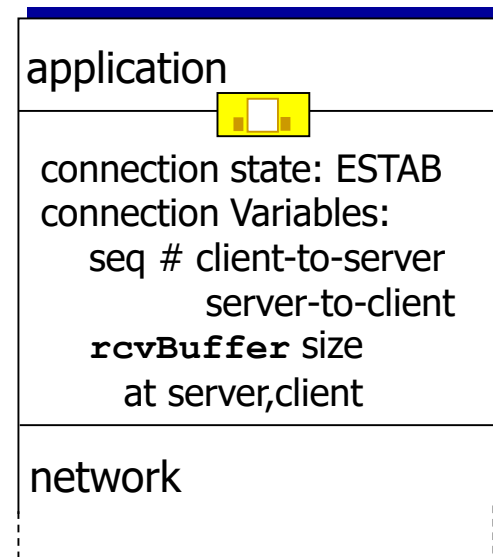 application
connection state: ESTAB
connection Variables:
seq # client-to-server
server-to-client
rcvBuffer size
at server,client
network